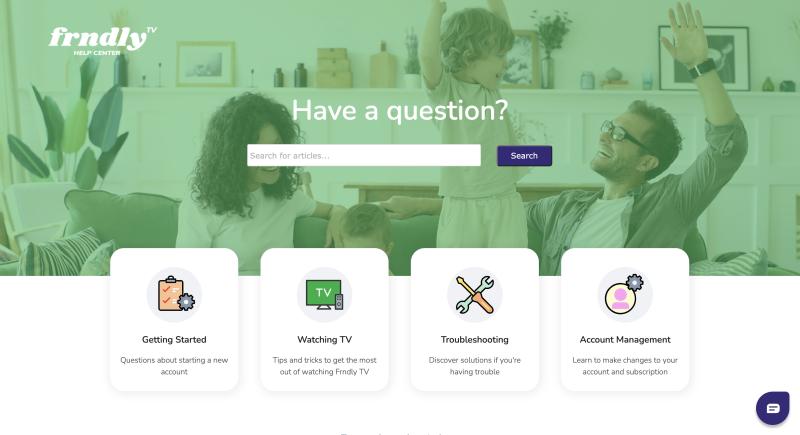 frndly TV
HELP CENTER
Have a question?
Search for articles...
Search
TV
Getting Started
Questions about starting a new
account
Watching TV
Tips and tricks to get the most
out of watching Frndly TV
Troubleshooting
Discover solutions if you're
having trouble
Account Management
Learn to make changes to your
account and subscription